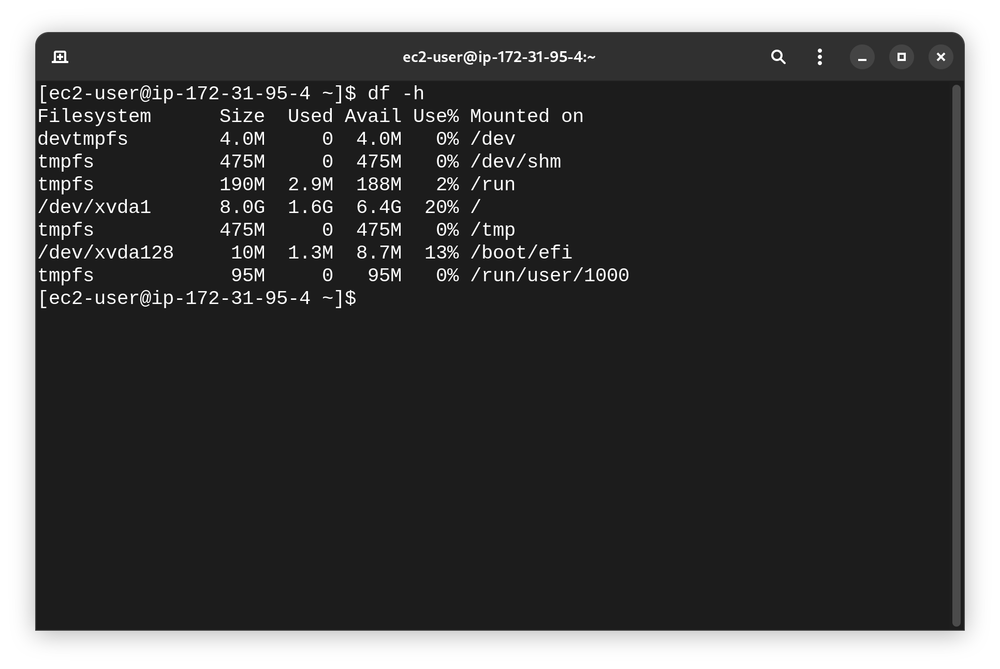 ec2-user@ip-172-31-95-4:~
[ec2-user@ip-172-31-95-4 ~]$ df -h
Filesystem      Size  Used Avail Use% Mounted on
devtmpfs        4.0M     0  4.0M   0% /dev
tmpfs           475M     0  475M   0% /dev/shm
tmpfs           190M  2.9M  188M   2% /run
/dev/xvda1      8.0G  1.6G  6.4G  20% /
tmpfs           475M     0  475M   0% /tmp
/dev/xvda128     10M  1.3M  8.7M  13% /boot/efi
tmpfs            95M     0   95M   0% /run/user/1000
[ec2-user@ip-172-31-95-4 ~]$